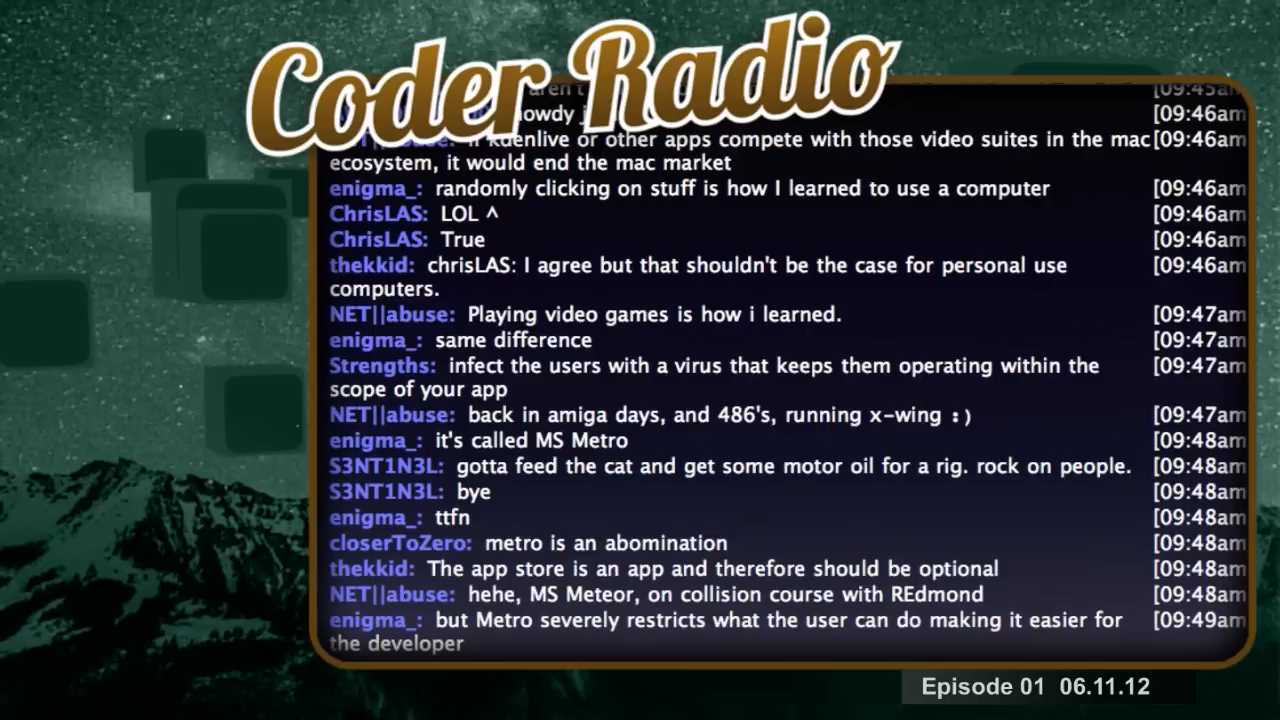 Coder Radio
aren't [09:45am
howdy j [09:46am
kdenlive or other apps compete with those video suites in the mac [09:46am
ecosystem, it would end the mac market
enigma_: randomly clicking on stuff is how I learned to use a computer [09:46am
ChrisLAS: LOL ^ [09:46am
ChrisLAS: True [09:46am
thekkid: chrisLAS: I agree but that shouldn't be the case for personal use [09:46am
computers.
NET||abuse: Playing video games is how i learned. [09:47am
enigma_: same difference [09:47am
Strengths: infect the users with a virus that keeps them operating within the [09:47am
scope of your app
NET||abuse: back in amiga days, and 486's, running x-wing :) [09:47am
enigma_: it's called MS Metro [09:48am
S3NT1N3L: gotta feed the cat and get some motor oil for a rig. rock on people. [09:48am
S3NT1N3L: bye [09:48am
enigma_: ttfn [09:48am
closerToZero: metro is an abomination [09:48am
thekkid: The app store is an app and therefore should be optional [09:48am
NET||abuse: hehe, MS Meteor, on collision course with REdmond [09:48am
enigma_: but Metro severely restricts what the user can do making it easier for [09:49am
the developer
Episode 01 06.11.12